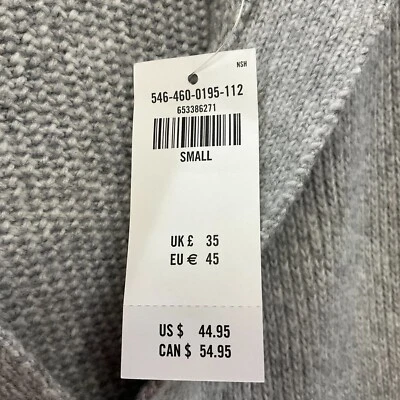 NSH
546-460-0195-112
653386271
SMALL
UK £ 35
EU € 45
US $ 44.95
CAN $ 54.95